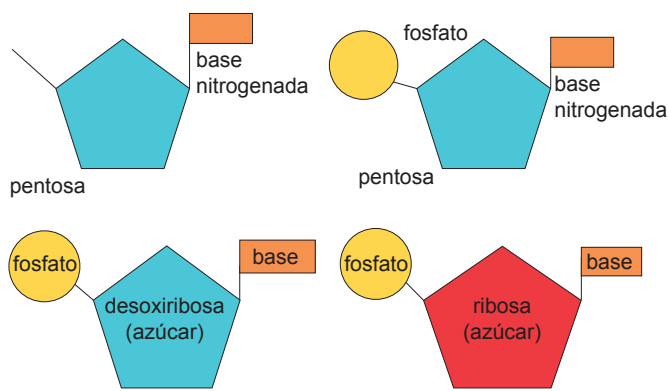 base
nitrogenada
pentosa
fosfato
base
nitrogenada
pentosa
fosfato
desoxiribosa
(azúcar)
base
fosfato
ribosa
(azúcar)
base